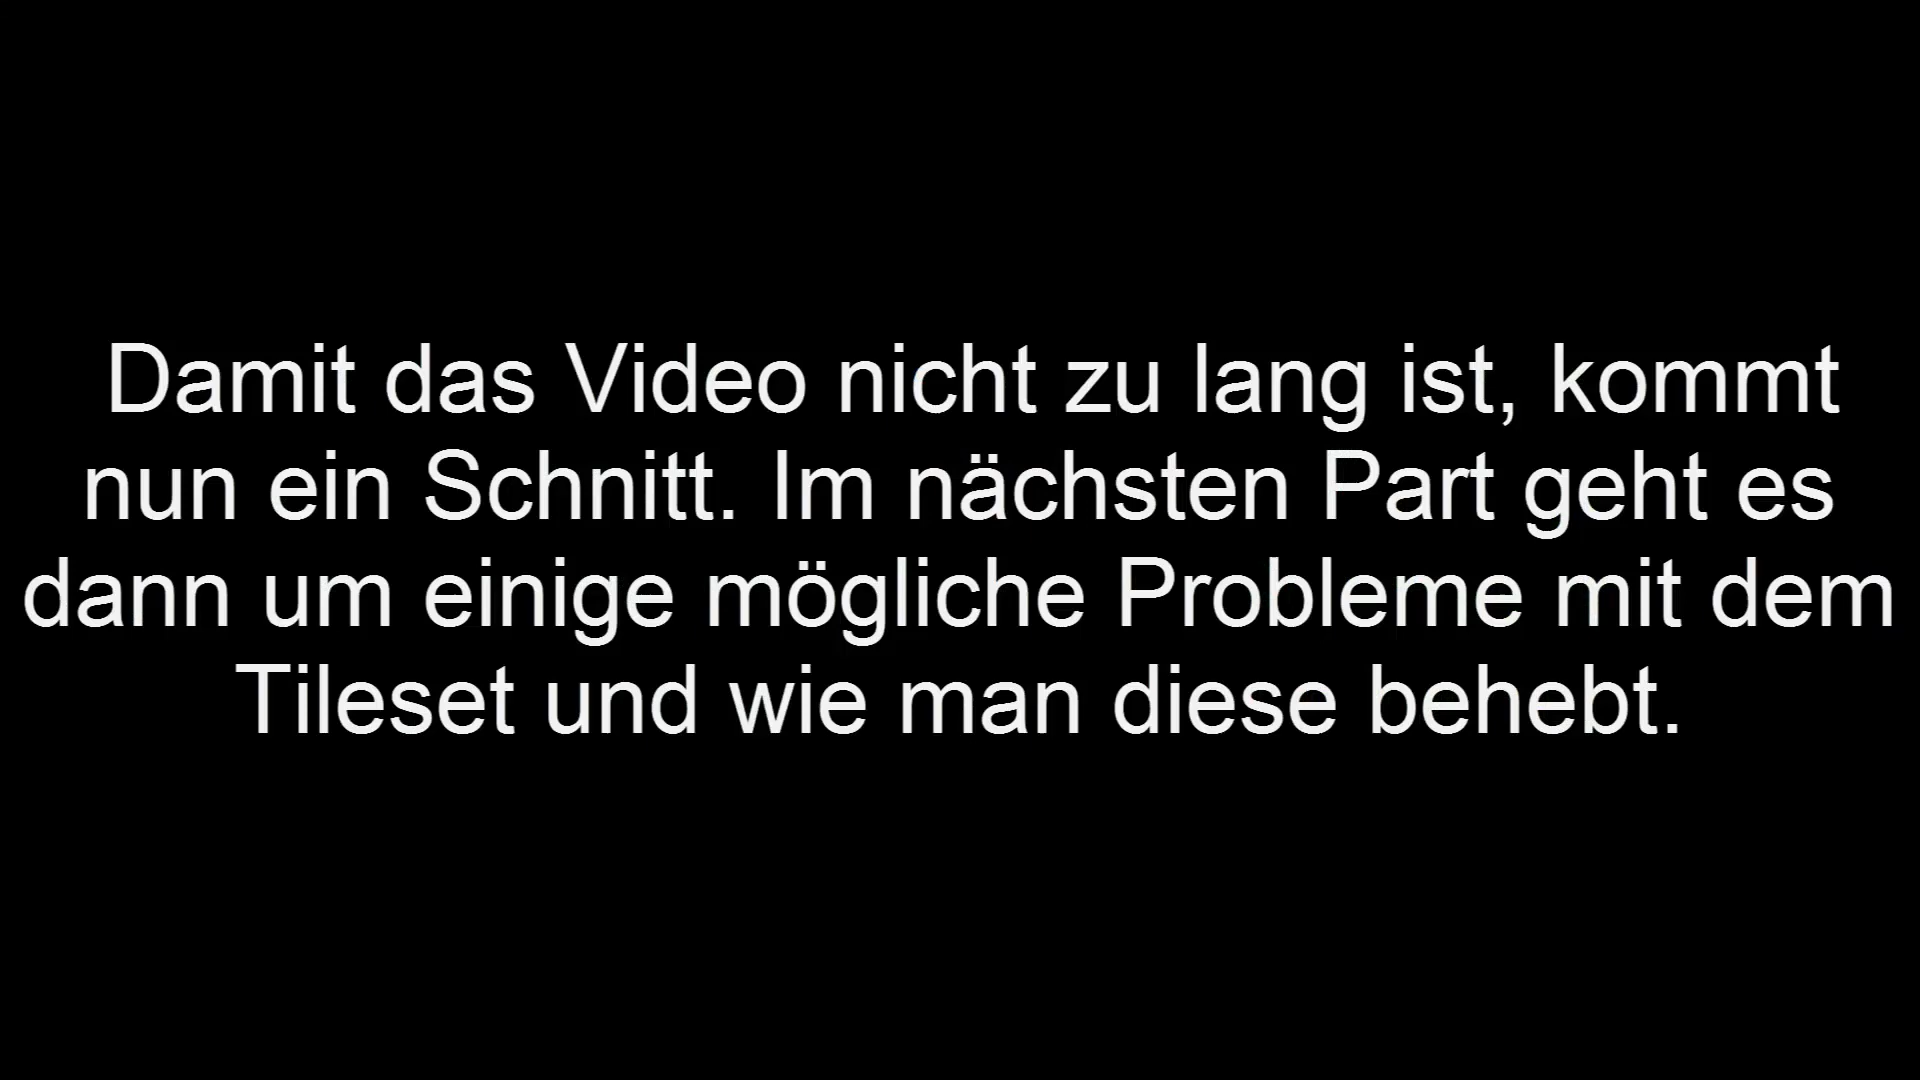 Damit das Video nicht zu lang ist, kommt
nun ein Schnitt. Im nächsten Part geht es
dann um einige mögliche Probleme mit dem
Tileset und wie man diese behebt.